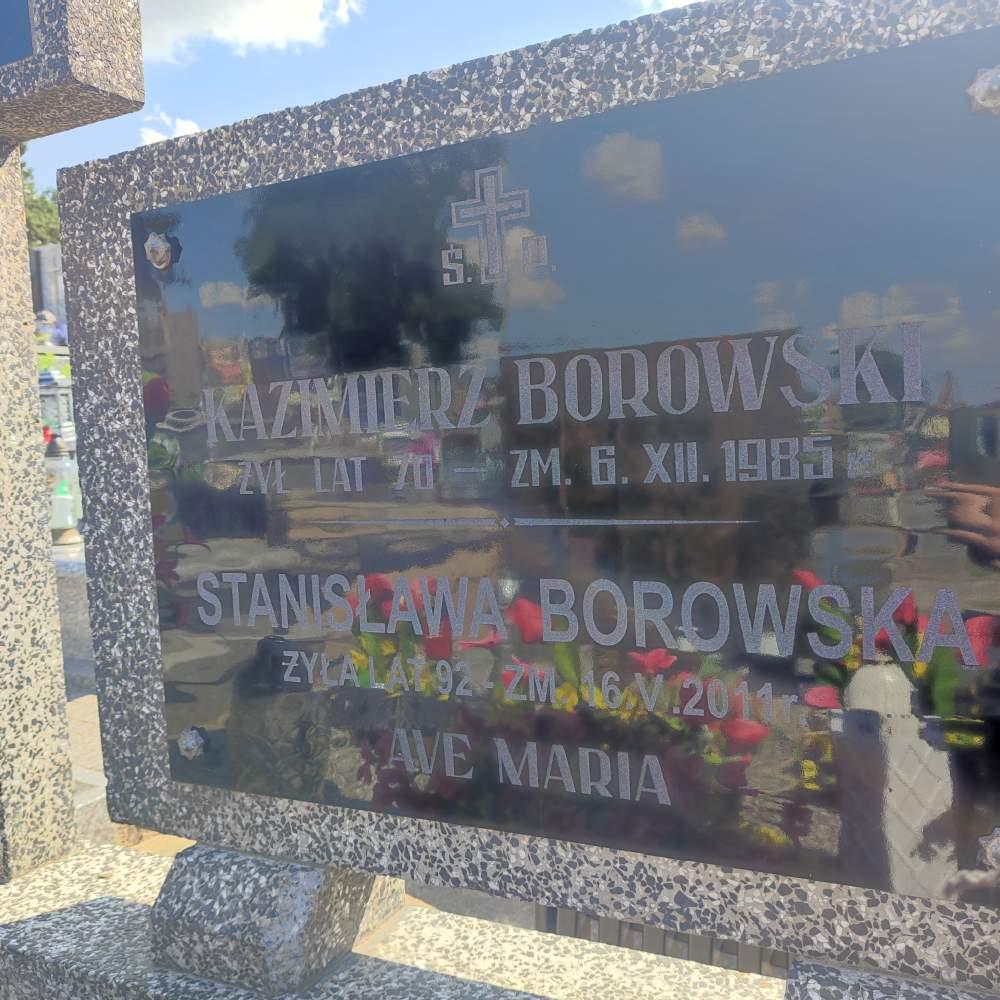 Ś. P.
KAZIMIERZ BOROWSKI
ŻYŁ LAT 70 — ZM. 6. XII. 1985 R.
STANISŁAWA BOROWSKA
ŻYŁA LAT 92 - ZM. 16.V.2011 r.
AVE MARIA